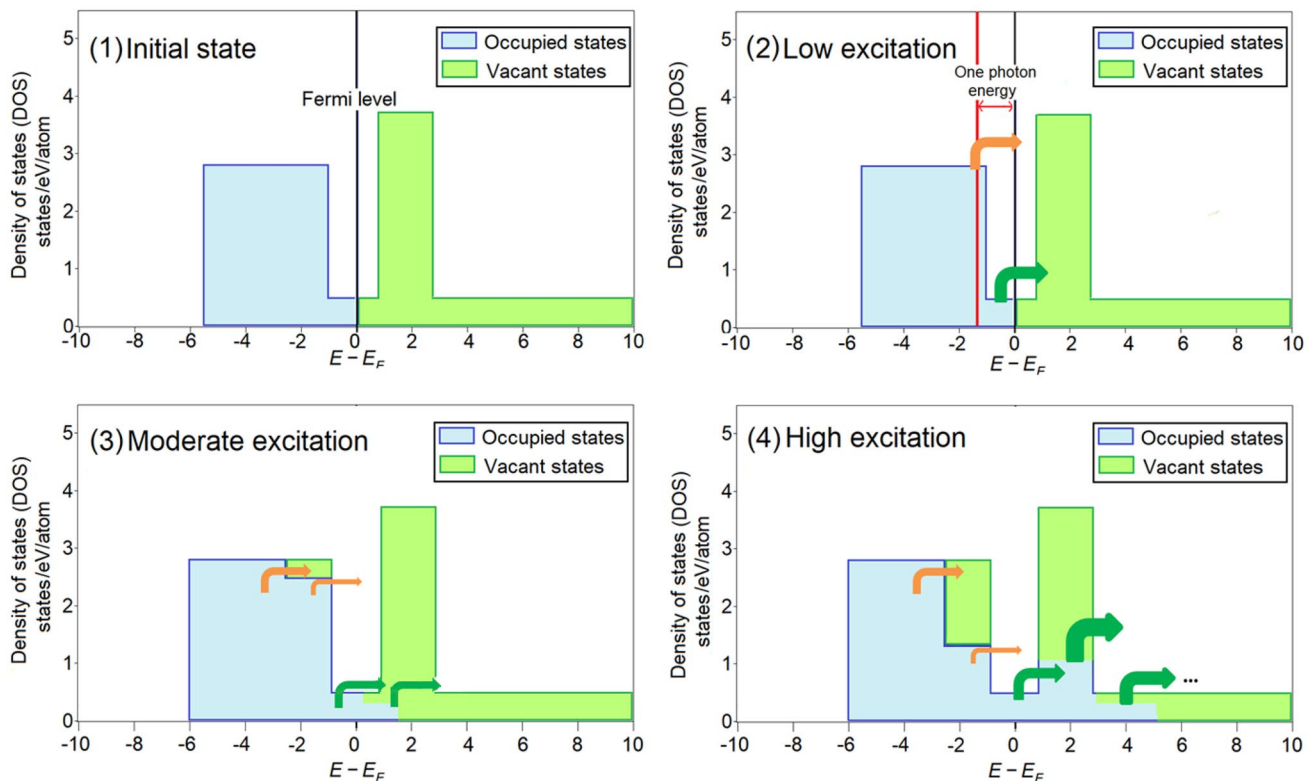 (1) Initial state
Occupied states
Vacant states
Fermi level
Density of states (DOS)
states/eV/atom
5
4
3
2
1
0
-10 -8 -6 -4 -2 0 2 4 6 8 10
E – E_F
(2) Low excitation
Occupied states
Vacant states
One photon
energy
Density of states (DOS)
states/eV/atom
5
4
3
2
1
0
-10 -8 -6 -4 -2 0 2 4 6 8 10
E – E_F
(3) Moderate excitation
Occupied states
Vacant states
Density of states (DOS)
states/eV/atom
5
4
3
2
1
0
-10 -8 -6 -4 -2 0 2 4 6 8 10
E – E_F
(4) High excitation
Occupied states
Vacant states
...
Density of states (DOS)
states/eV/atom
5
4
3
2
1
0
-10 -8 -6 -4 -2 0 2 4 6 8 10
E – E_F